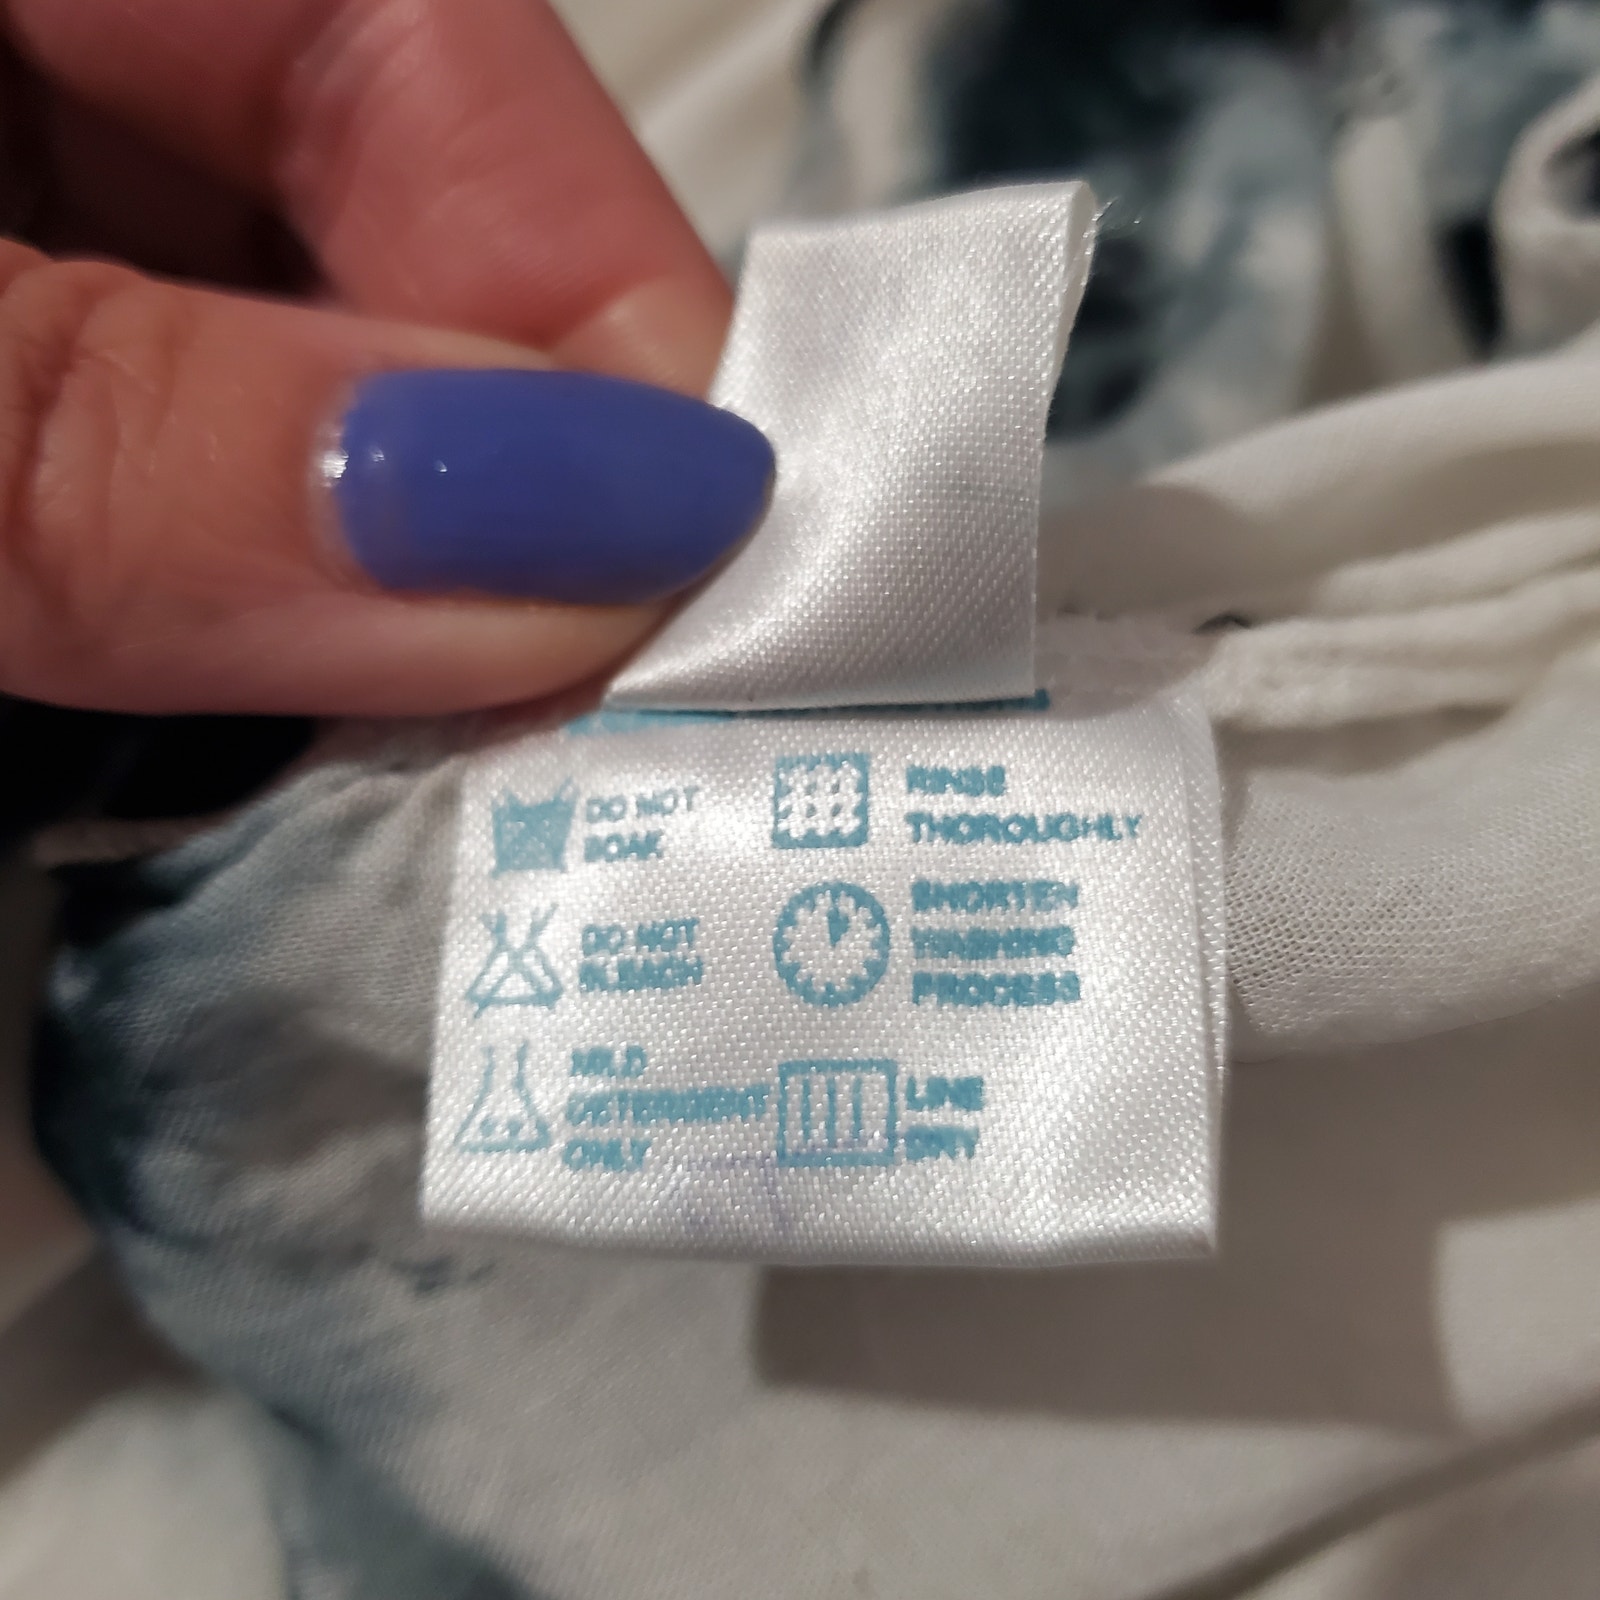 DO NOT
SOAK
RINSE
THOROUGHLY
DO NOT
BLEACH
SHORTEN
WASHING
PROCESS
MILD
DETERGENT
ONLY
LINE
DRY